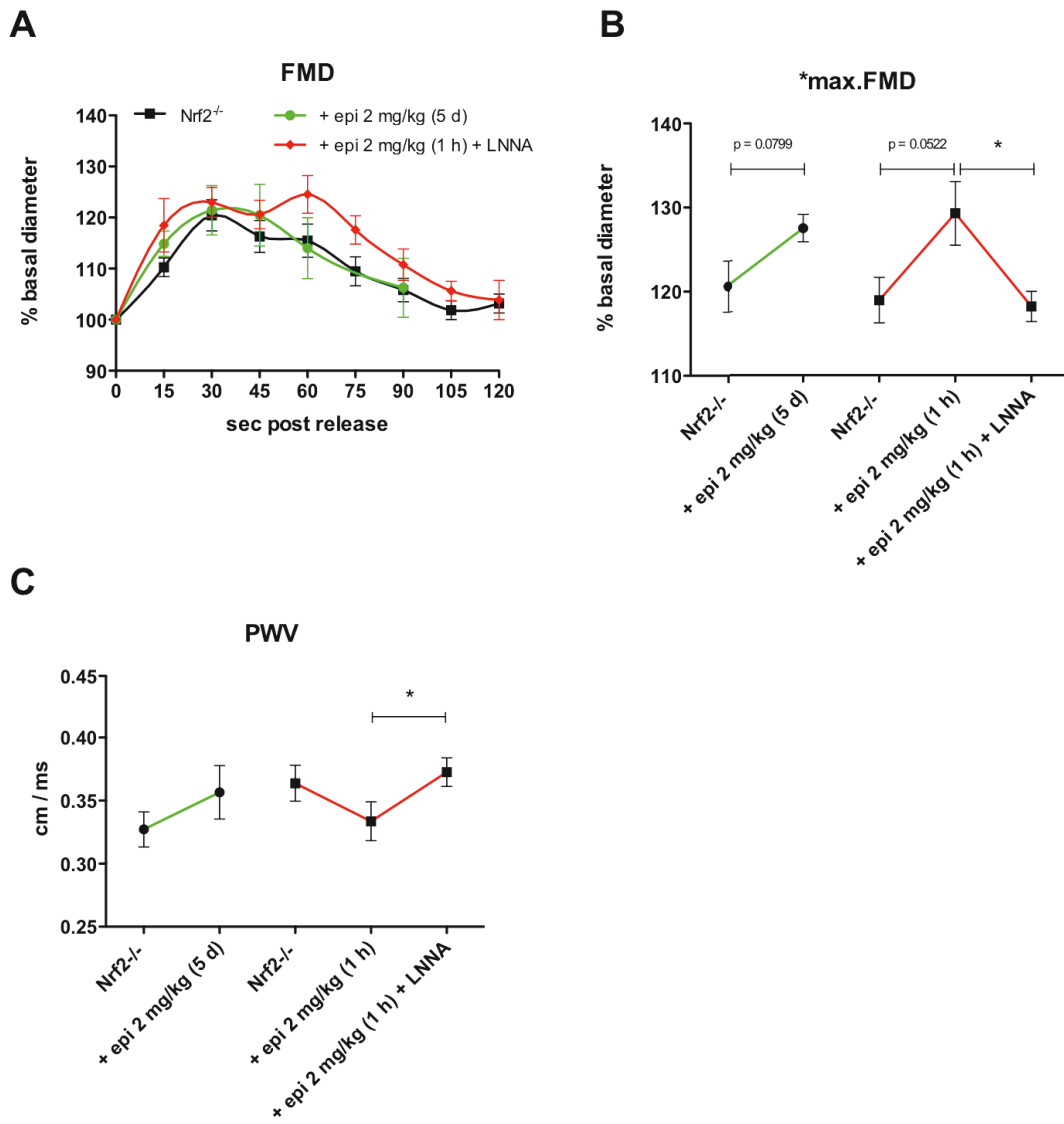 A
FMD
Nrf2-/-
+ epi 2 mg/kg (5 d)
+ epi 2 mg/kg (1 h) + LNNA
% basal diameter
140
130
120
110
100
90
0 15 30 45 60 75 90 105 120
sec post release
B
*max.FMD
% basal diameter
140
130
120
110
p = 0.0799
p = 0.0522
*
Nrf2-/-
+ epi 2 mg/kg (5 d)
Nrf2-/-
+ epi 2 mg/kg (1 h)
+ epi 2 mg/kg (1 h) + LNNA
C
PWV
cm / ms
0.45
0.40
0.35
0.30
0.25
*
Nrf2-/-
+ epi 2 mg/kg (5 d)
Nrf2-/-
+ epi 2 mg/kg (1 h)
+ epi 2 mg/kg (1 h) + LNNA